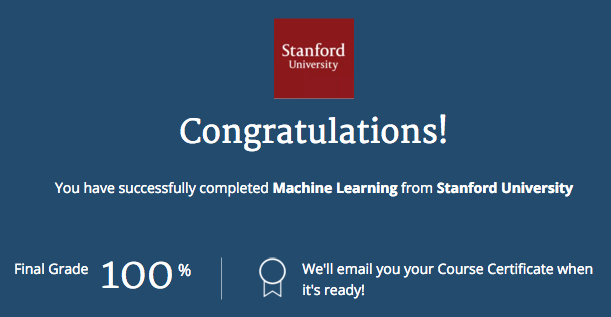 Stanford
University
Congratulations!
You have successfully completed Machine Learning from Stanford University
Final Grade 100 %
We'll email you your Course Certificate when
it's ready!